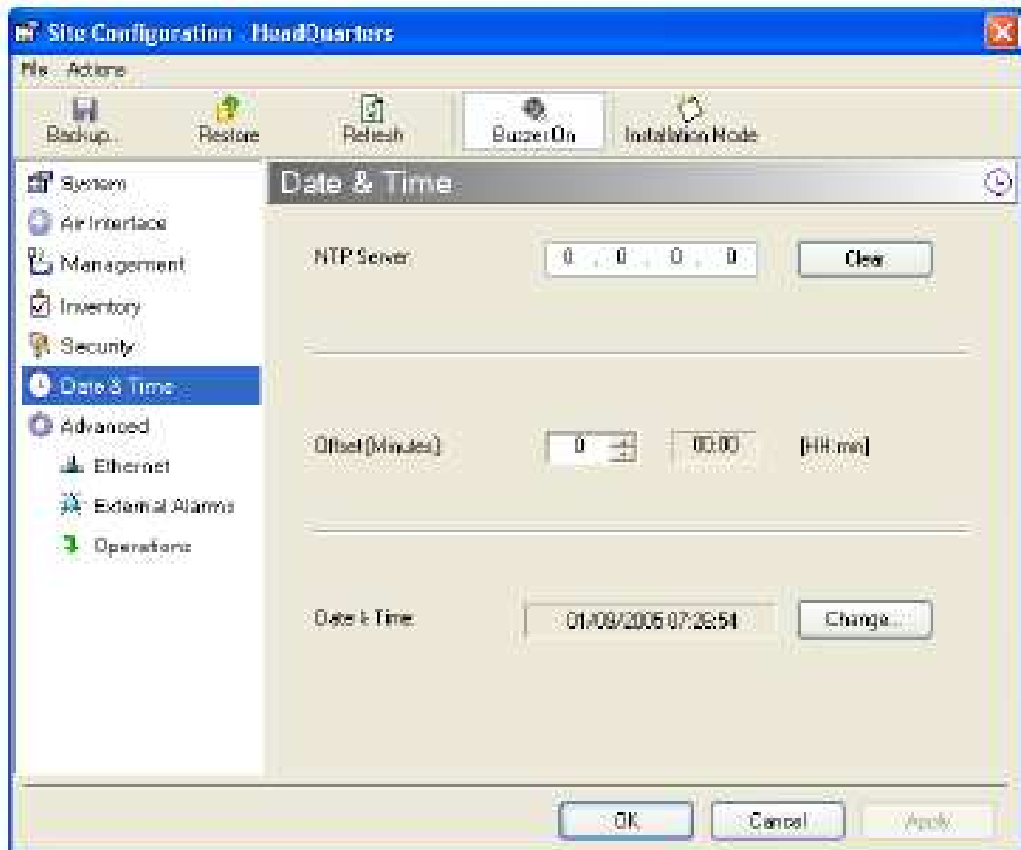 Site Configuration - HeadQuarters
File Actions
Backup... Restore Refresh Buzzer On Installation Mode
System
Air Interface
Management
Inventory
Security
Date & Time
Advanced
Ethernet
External Alarms
Operations
Date & Time
NTP Server 0 . 0 . 0 . 0 Clear
Offset [Minutes] 0 00:00 [HH:mm]
Date & Time 01/09/2005 07:28:54 Change...
OK Cancel Apply